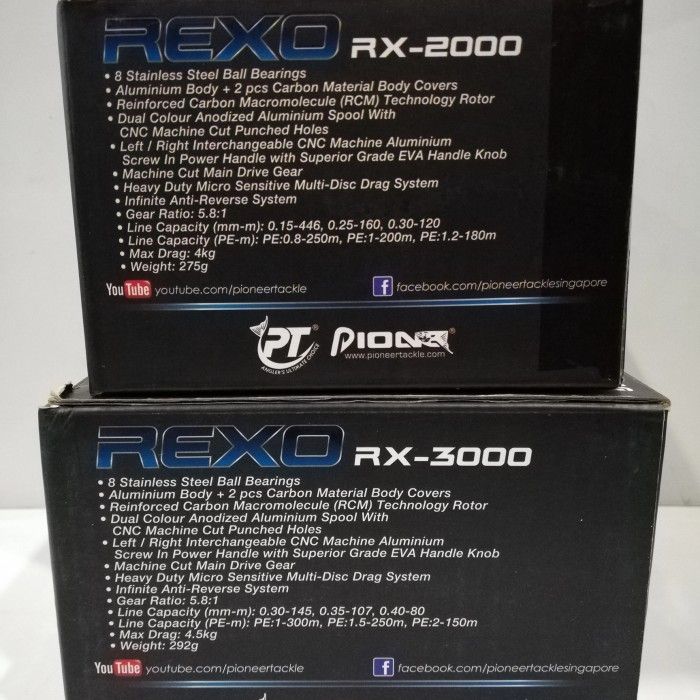 REXO RX-2000
• 8 Stainless Steel Ball Bearings
• Aluminium Body + 2 pcs Carbon Material Body Covers
• Reinforced Carbon Macromolecule (RCM) Technology Rotor
• Dual Colour Anodized Aluminium Spool With
CNC Machine Cut Punched Holes
• Left / Right Interchangeable CNC Machine Aluminium
Screw In Power Handle with Superior Grade EVA Handle Knob
• Machine Cut Main Drive Gear
• Heavy Duty Micro Sensitive Multi-Disc Drag System
• Infinite Anti-Reverse System
• Gear Ratio: 5.8:1
• Line Capacity (mm-m): 0.15-446, 0.25-160, 0.30-120
• Line Capacity (PE-m): PE:0.8-250m, PE:1-200m, PE:1.2-180m
• Max Drag: 4kg
• Weight: 275g
YouTube youtube.com/pioneertackle f facebook.com/pioneertacklesingapore
PT® PIONEER®
ANGLER'S ULTIMATE CHOICE www.pioneertackle.com
REXO RX-3000
• 8 Stainless Steel Ball Bearings
• Aluminium Body + 2 pcs Carbon Material Body Covers
• Reinforced Carbon Macromolecule (RCM) Technology Rotor
• Dual Colour Anodized Aluminium Spool With
CNC Machine Cut Punched Holes
• Left / Right Interchangeable CNC Machine Aluminium
Screw In Power Handle with Superior Grade EVA Handle Knob
• Machine Cut Main Drive Gear
• Heavy Duty Micro Sensitive Multi-Disc Drag System
• Infinite Anti-Reverse System
• Gear Ratio: 5.8:1
• Line Capacity (mm-m): 0.30-145, 0.35-107, 0.40-80
• Line Capacity (PE-m): PE:1-300m, PE:1.5-250m, PE:2-150m
• Max Drag: 4.5kg
• Weight: 292g
YouTube youtube.com/pioneertackle f facebook.com/pioneertacklesingapore